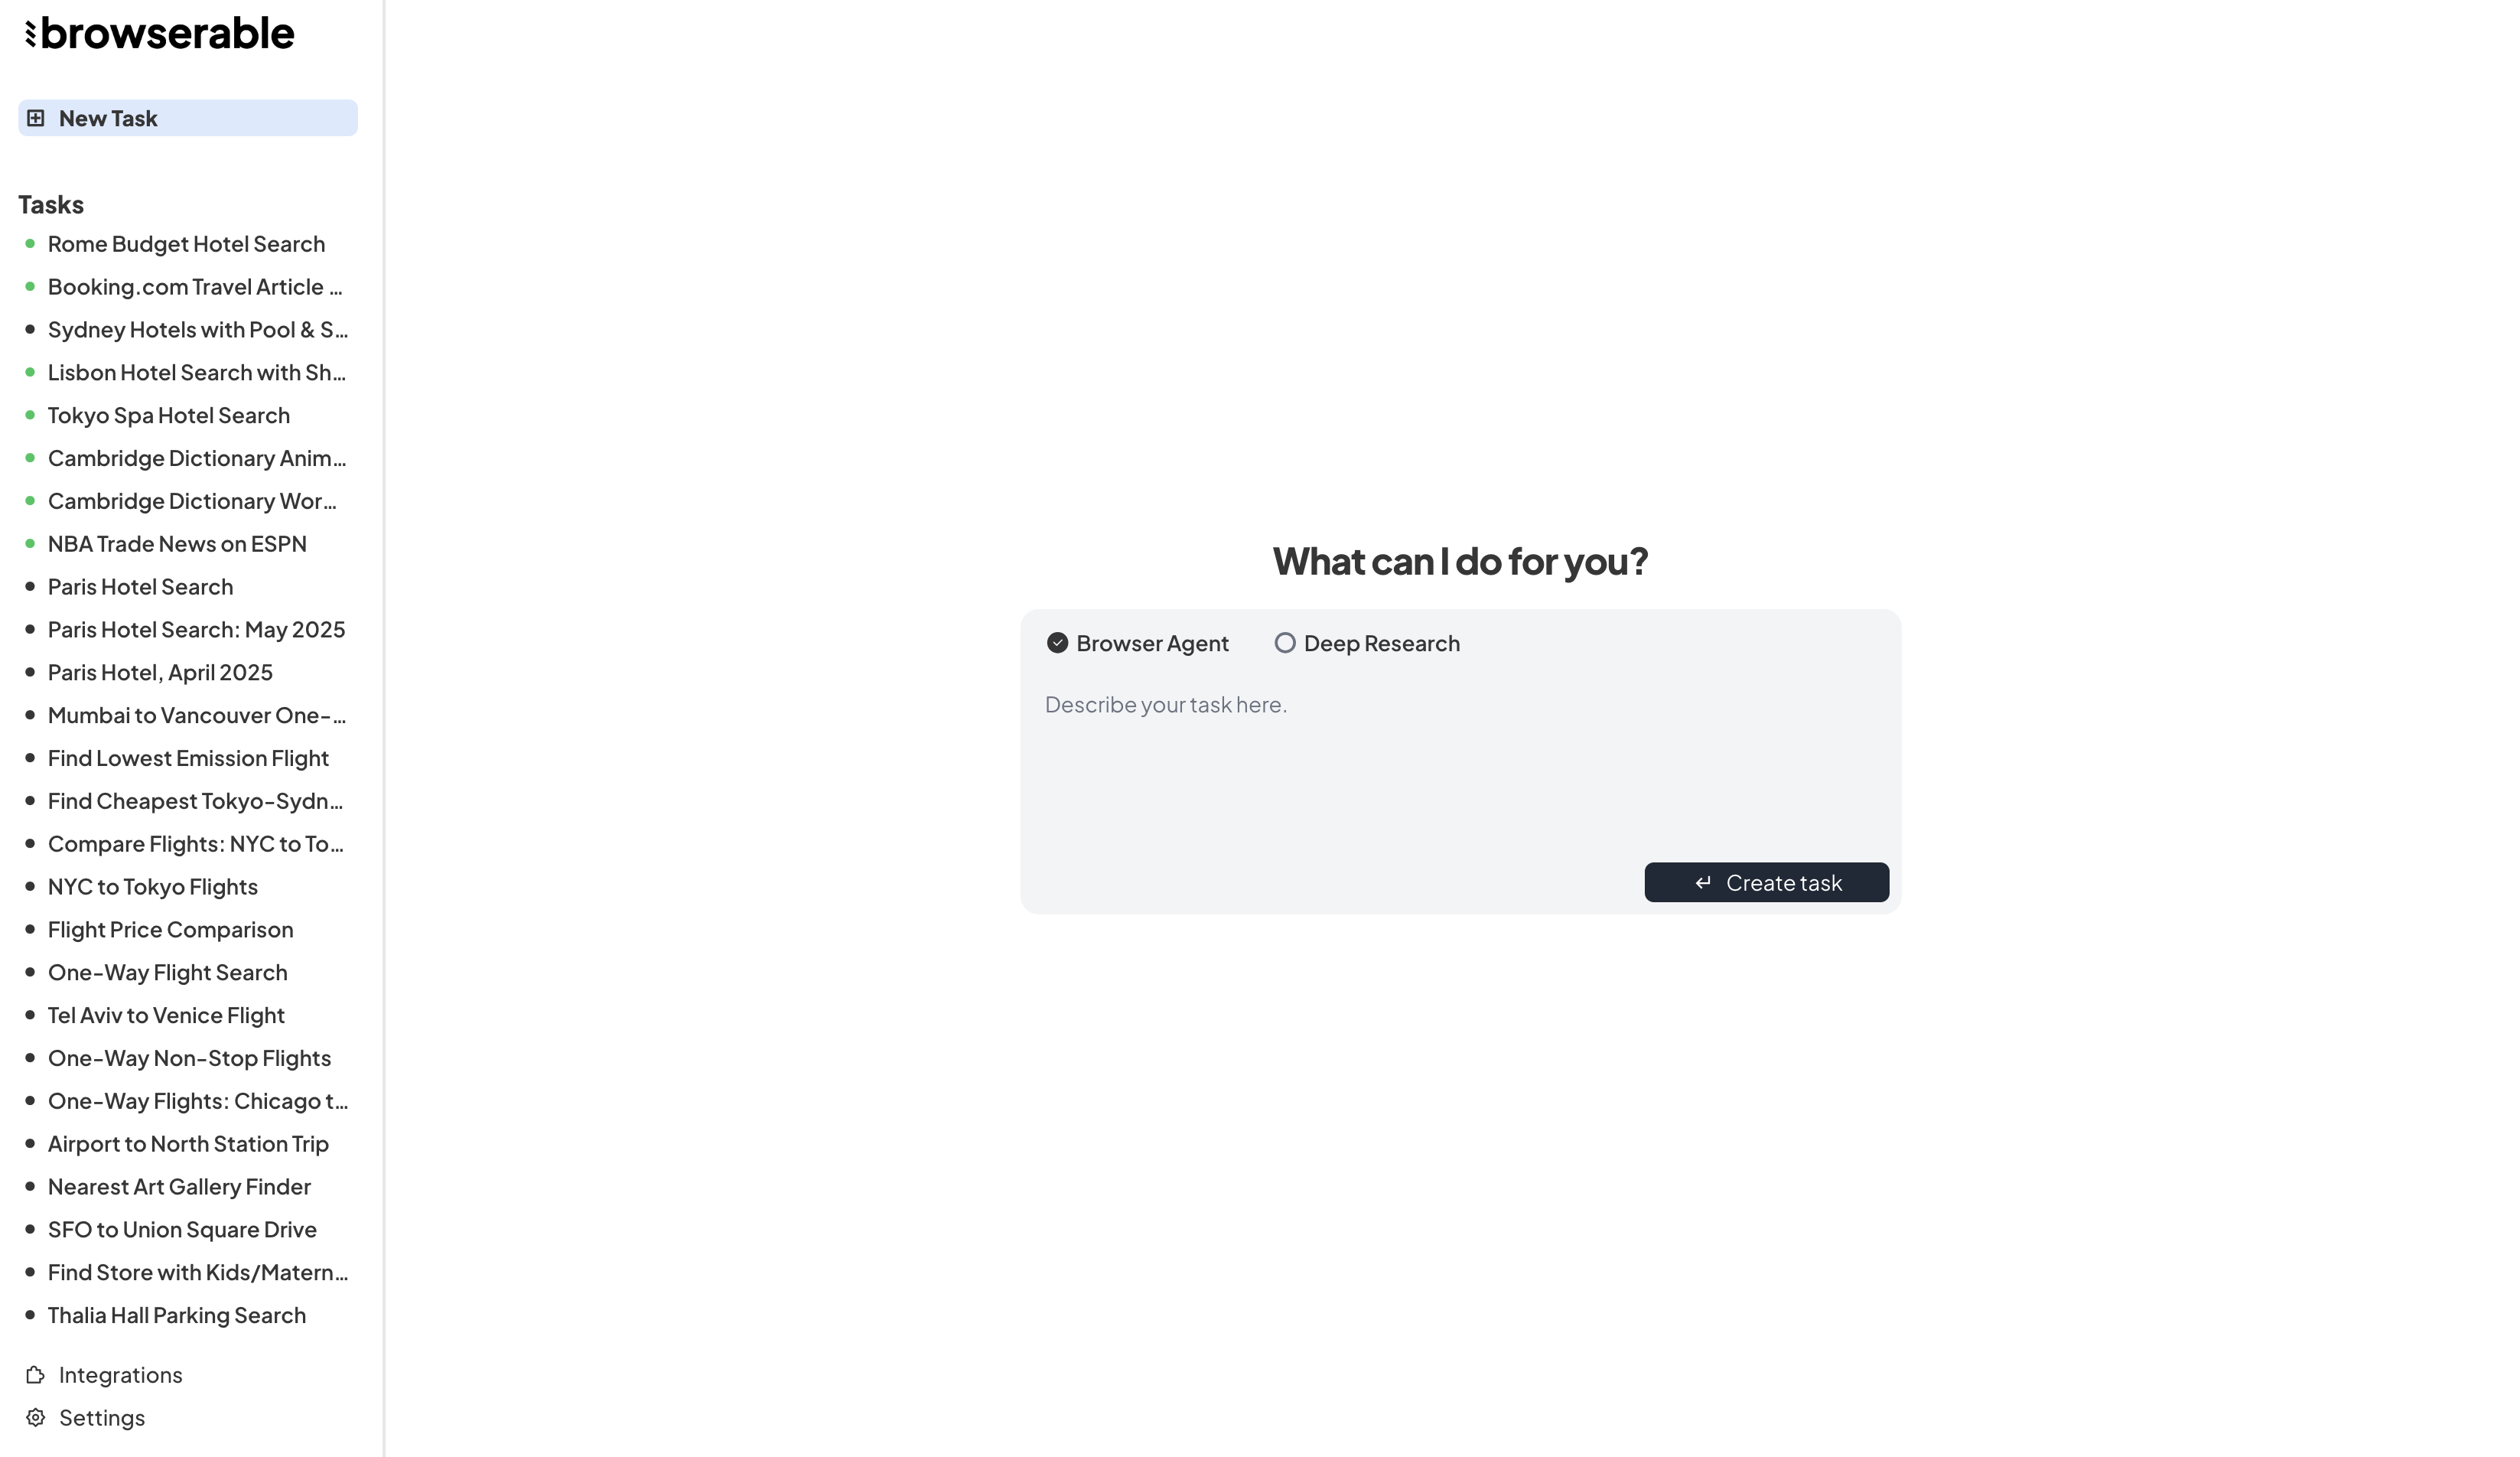 browserable
New Task
Tasks
Rome Budget Hotel Search
Booking.com Travel Article ...
Sydney Hotels with Pool & S...
Lisbon Hotel Search with Sh...
Tokyo Spa Hotel Search
Cambridge Dictionary Anim...
Cambridge Dictionary Wor...
NBA Trade News on ESPN
Paris Hotel Search
Paris Hotel Search: May 2025
Paris Hotel, April 2025
Mumbai to Vancouver One-...
Find Lowest Emission Flight
Find Cheapest Tokyo-Sydn...
Compare Flights: NYC to To...
NYC to Tokyo Flights
Flight Price Comparison
One-Way Flight Search
Tel Aviv to Venice Flight
One-Way Non-Stop Flights
One-Way Flights: Chicago t...
Airport to North Station Trip
Nearest Art Gallery Finder
SFO to Union Square Drive
Find Store with Kids/Matern...
Thalia Hall Parking Search
Integrations
Settings
What can I do for you?
Browser Agent Deep Research
Describe your task here.
Create task